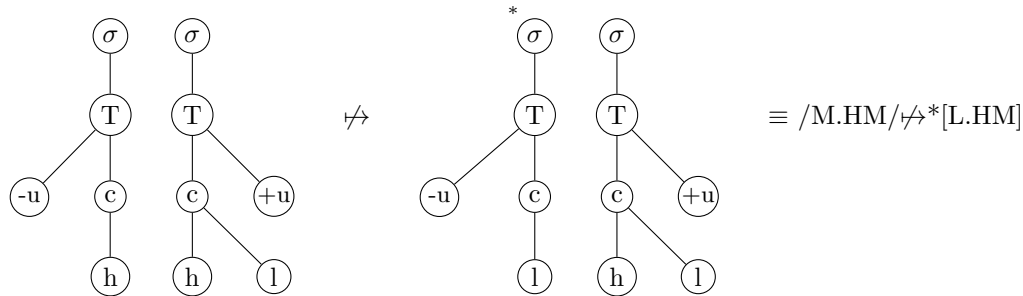 * 
σ σ σ σ
T T ↛ T T ≡ /M.HM/↛*[L.HM]
-u c c +u -u c c +u
h h l l h l